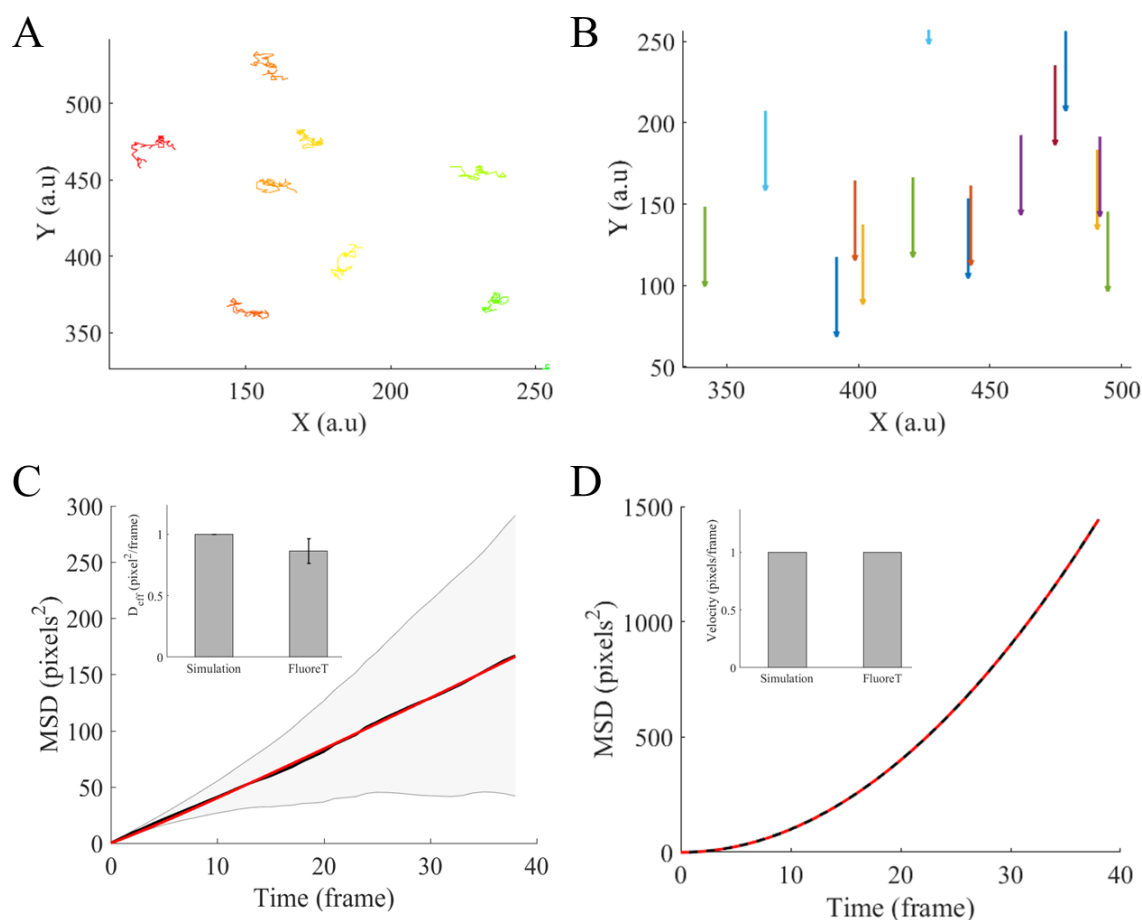 A
B
500
450
400
350
Y (a.u)
150
200
250
X (a.u)
250
200
150
100
50
Y (a.u)
350
400
450
500
X (a.u)
C
D
300
250
200
150
100
50
0
MSD (pixels²)
0
10
20
30
40
Time (frame)
1
0.5
0
D_eff (pixel²/frame)
Simulation
FluoreT
1500
1000
500
0
MSD (pixels²)
0
10
20
30
40
Time (frame)
1
0.5
0
Velocity (pixels/frame)
Simulation
FluoreT